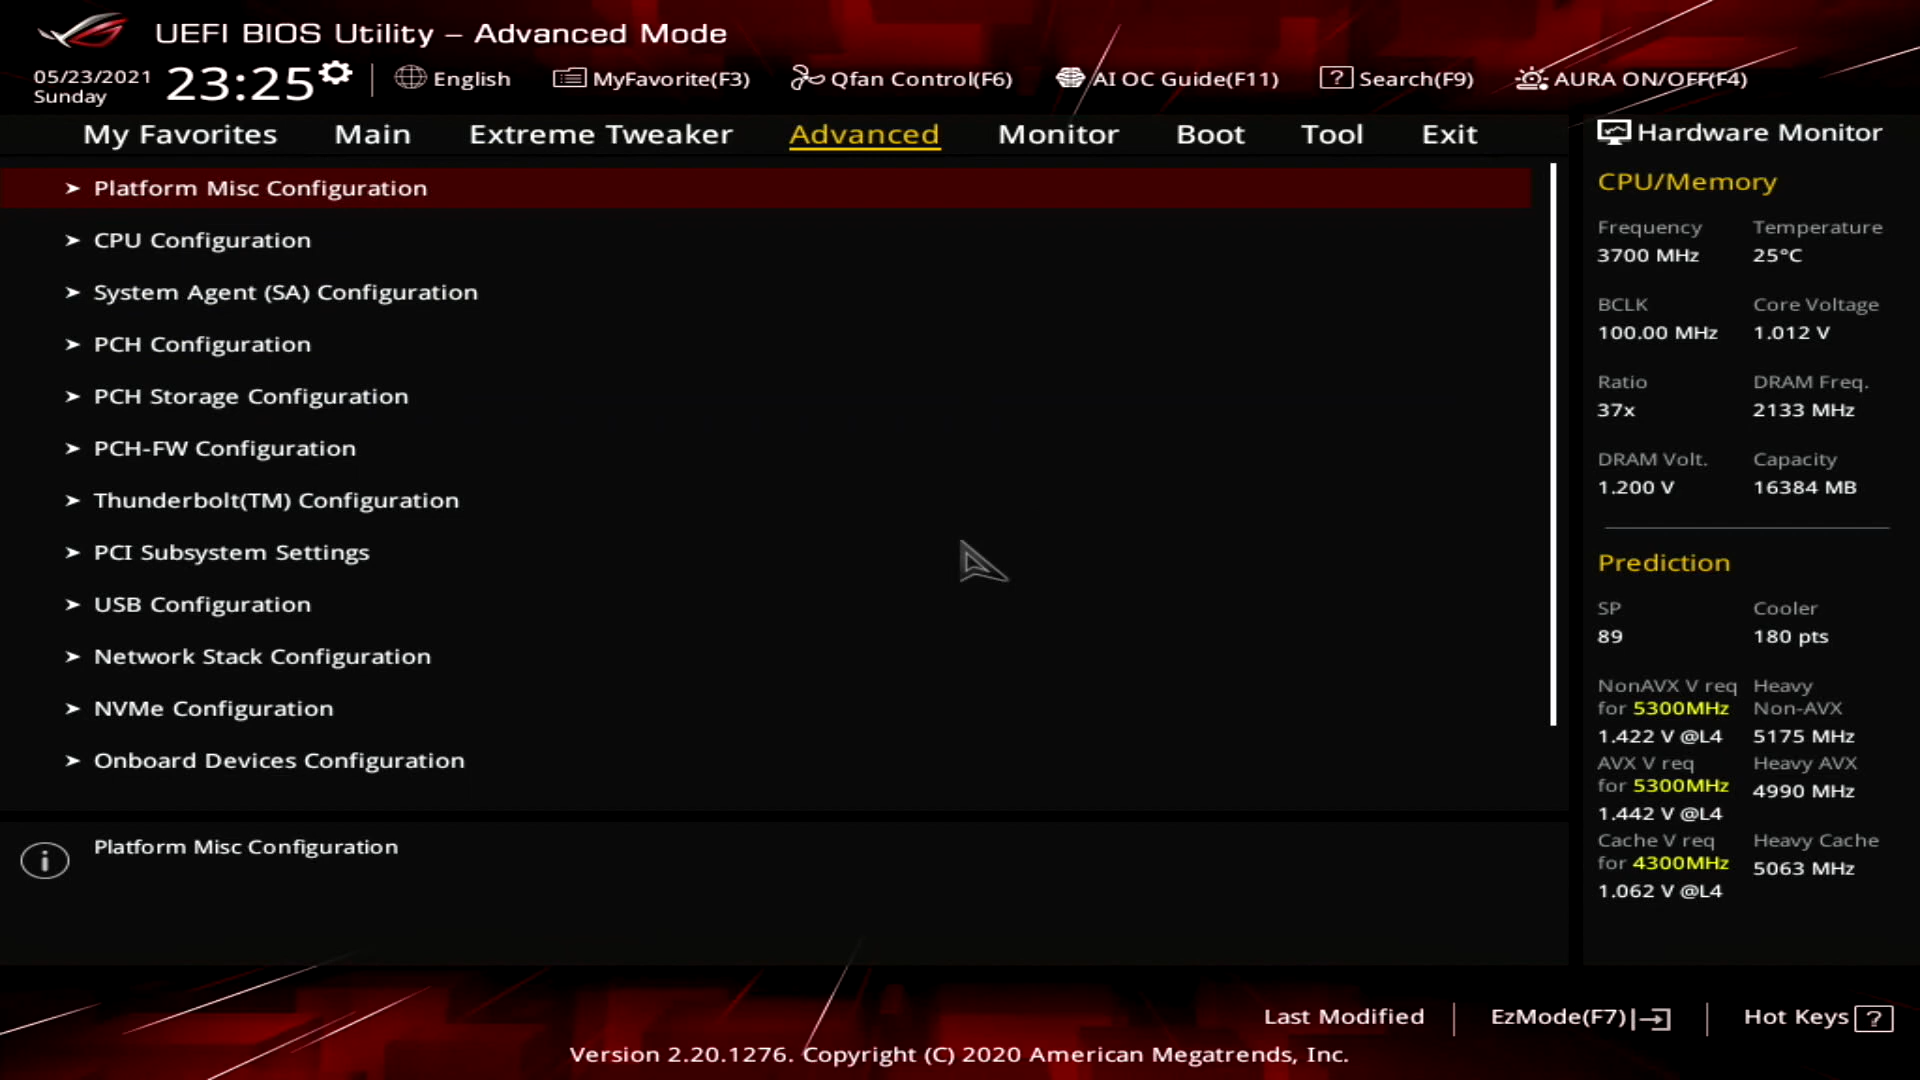 UEFI BIOS Utility – Advanced Mode
05/23/2021
Sunday
23:25
English
MyFavorite(F3)
Qfan Control(F6)
AI OC Guide(F11)
Search(F9)
AURA ON/OFF(F4)
My Favorites
Main
Extreme Tweaker
Advanced
Monitor
Boot
Tool
Exit
Platform Misc Configuration
CPU Configuration
System Agent (SA) Configuration
PCH Configuration
PCH Storage Configuration
PCH-FW Configuration
Thunderbolt(TM) Configuration
PCI Subsystem Settings
USB Configuration
Network Stack Configuration
NVMe Configuration
Onboard Devices Configuration
Platform Misc Configuration
Hardware Monitor
CPU/Memory
Frequency Temperature
3700 MHz 25°C
BCLK Core Voltage
100.00 MHz 1.012 V
Ratio DRAM Freq.
37x 2133 MHz
DRAM Volt. Capacity
1.200 V 16384 MB
Prediction
SP Cooler
89 180 pts
NonAVX V req Heavy
for 5300MHz Non-AVX
1.422 V @L4 5175 MHz
AVX V req Heavy AVX
for 5300MHz 4990 MHz
1.442 V @L4
Cache V req Heavy Cache
for 4300MHz 5063 MHz
1.062 V @L4
Last Modified
EzMode(F7)
Hot Keys ?
Version 2.20.1276. Copyright (C) 2020 American Megatrends, Inc.